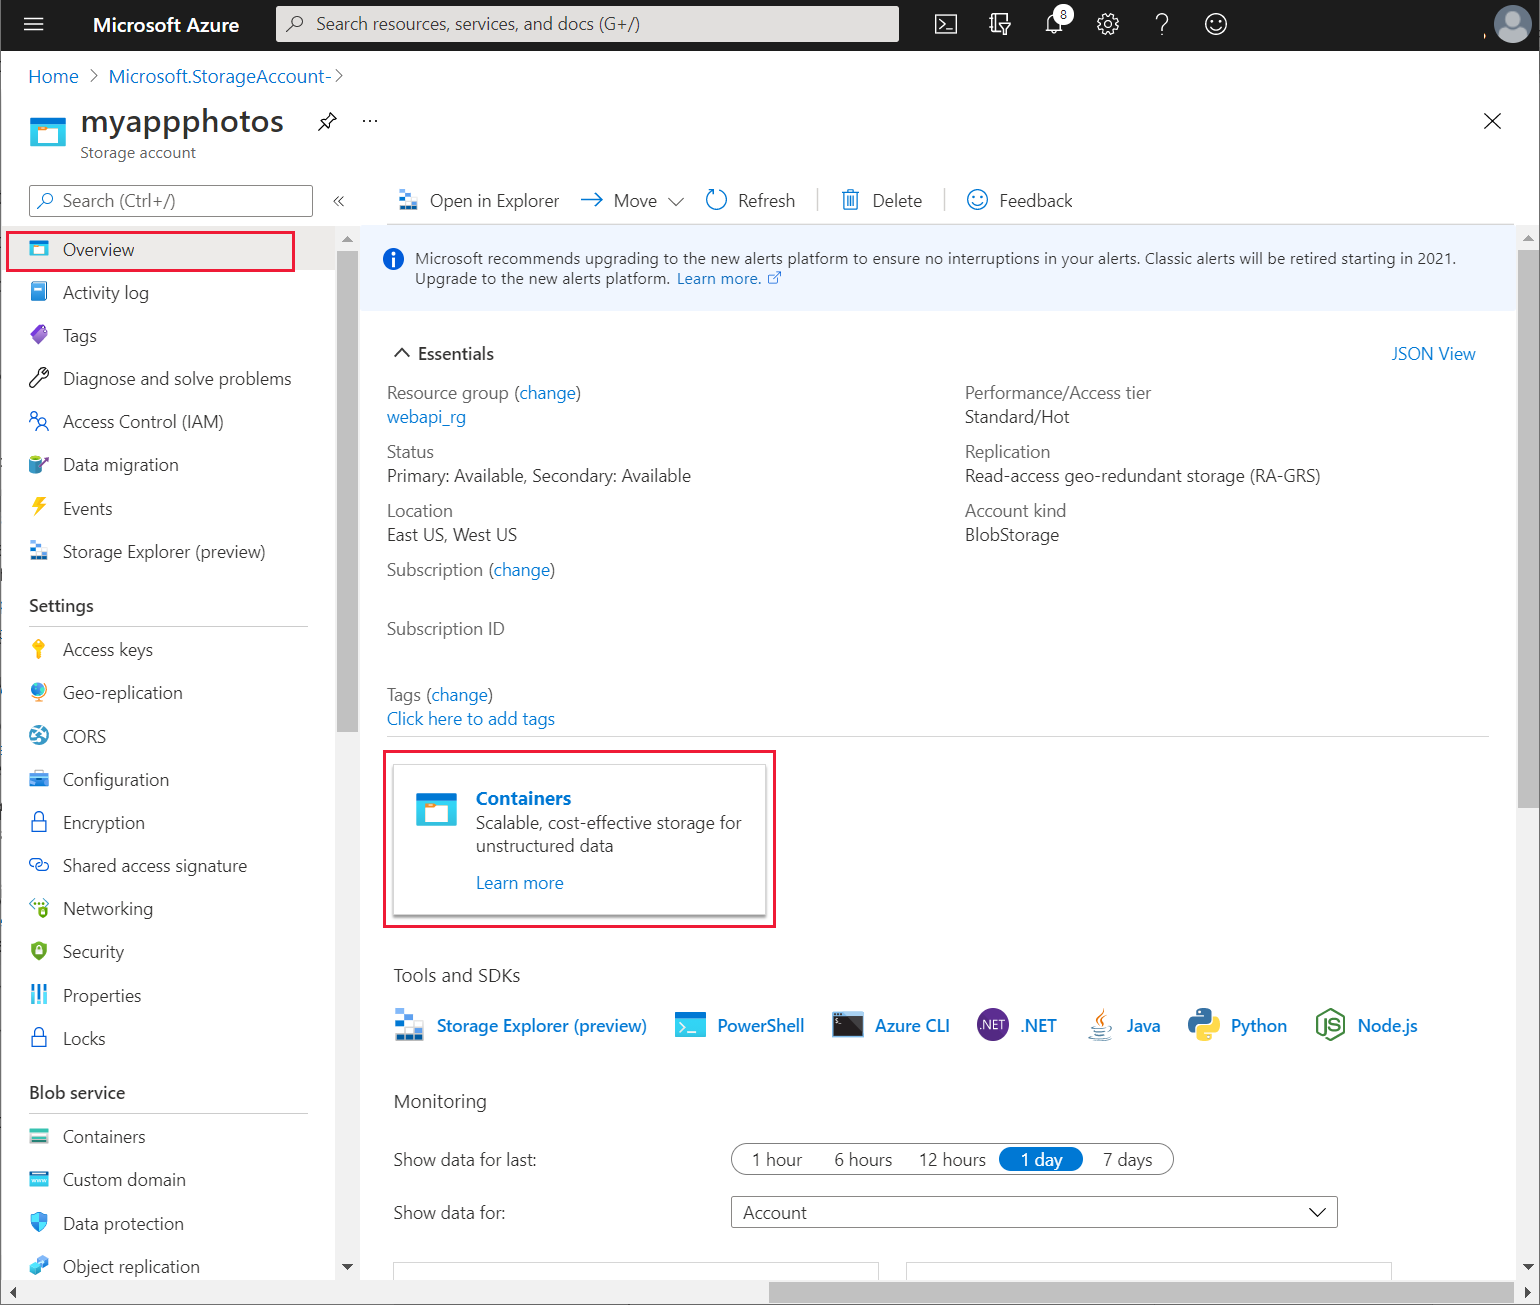 Microsoft Azure
Search resources, services, and docs (G+/)
8
Home > Microsoft.StorageAccount- >
myappphotos
...
Storage account
Search (Ctrl+/)
«
Open in Explorer
Move
Refresh
Delete
Feedback
Overview
Activity log
Tags
Diagnose and solve problems
Access Control (IAM)
Data migration
Events
Storage Explorer (preview)
Settings
Access keys
Geo-replication
CORS
Configuration
Encryption
Shared access signature
Networking
Security
Properties
Locks
Blob service
Containers
Custom domain
Data protection
Object replication
Microsoft recommends upgrading to the new alerts platform to ensure no interruptions in your alerts. Classic alerts will be retired starting in 2021.
Upgrade to the new alerts platform. Learn more.
Essentials
JSON View
Resource group (change)
webapi_rg
Status
Primary: Available, Secondary: Available
Location
East US, West US
Subscription (change)
Subscription ID
Tags (change)
Click here to add tags
Performance/Access tier
Standard/Hot
Replication
Read-access geo-redundant storage (RA-GRS)
Account kind
BlobStorage
Containers
Scalable, cost-effective storage for
unstructured data
Learn more
Tools and SDKs
Storage Explorer (preview)
PowerShell
Azure CLI
.NET
.NET
Java
Python
Node.js
Monitoring
Show data for last:
1 hour
6 hours
12 hours
1 day
7 days
Show data for:
Account